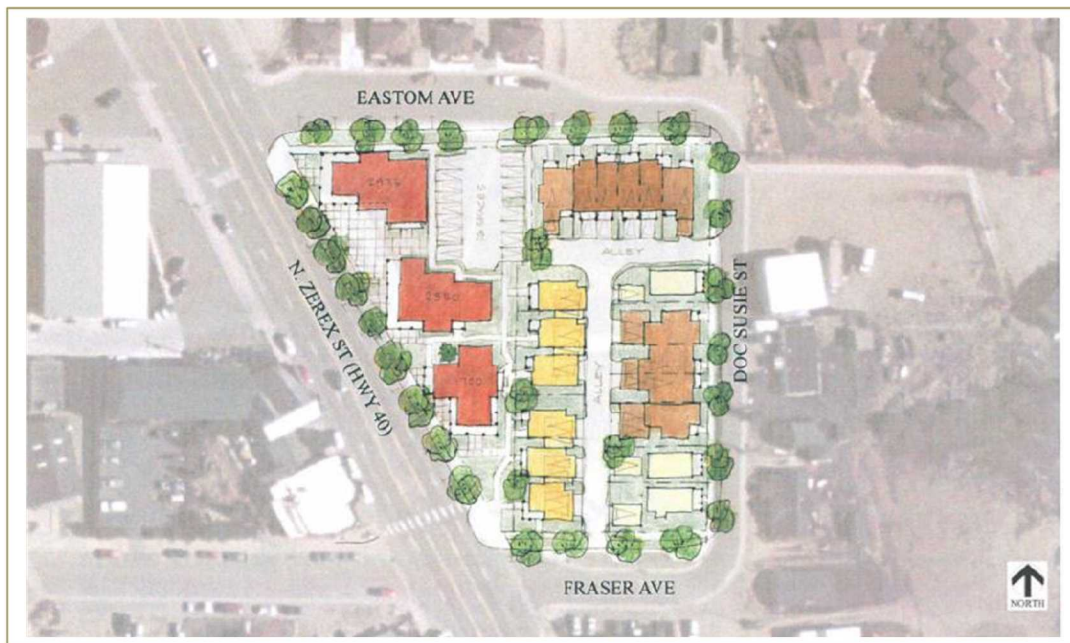 EASTOM AVE
ALLEY
N. ZEREX ST (HWY 40)
DOC SUSIE ST
ALLEY
FRASER AVE
NORTH